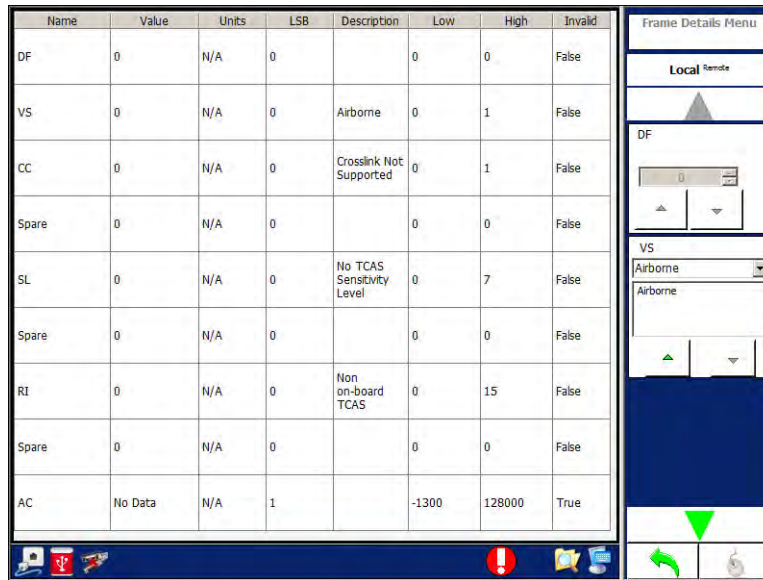 Name Value Units LSB Description Low High Invalid
DF 0 N/A 0 0 0 False
VS 0 N/A 0 Airborne 0 1 False
CC 0 N/A 0 Crosslink Not Supported 0 1 False
Spare 0 N/A 0 0 0 False
SL 0 N/A 0 No TCAS Sensitivity Level 0 7 False
Spare 0 N/A 0 0 0 False
RI 0 N/A 0 Non on-board TCAS 0 15 False
Spare 0 N/A 0 0 0 False
AC No Data N/A 1 -1300 128000 True
Frame Details Menu
Local Remote
DF
0
VS
Airborne
Airborne